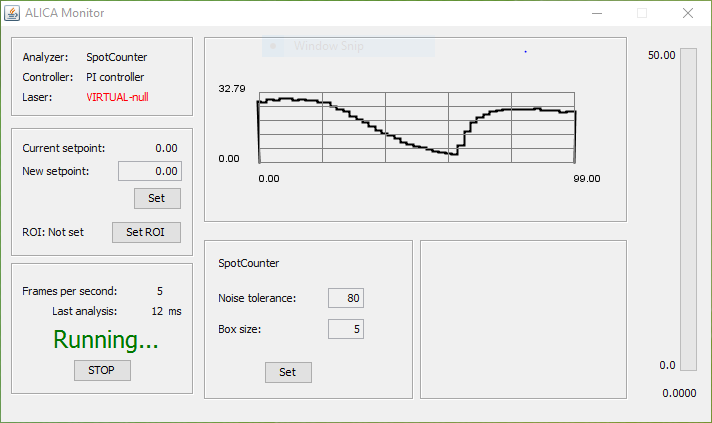 ALICA Monitor
Analyzer: SpotCounter
Controller: PI controller
Laser: VIRTUAL-null
Current setpoint: 0.00
New setpoint: 0.00
Set
ROI: Not set Set ROI
Frames per second: 5
Last analysis: 12 ms
Running...
STOP
Window Snip
32.79
0.00
0.00 99.00
SpotCounter
Noise tolerance: 80
Box size: 5
Set
50.00
0.0
0.0000